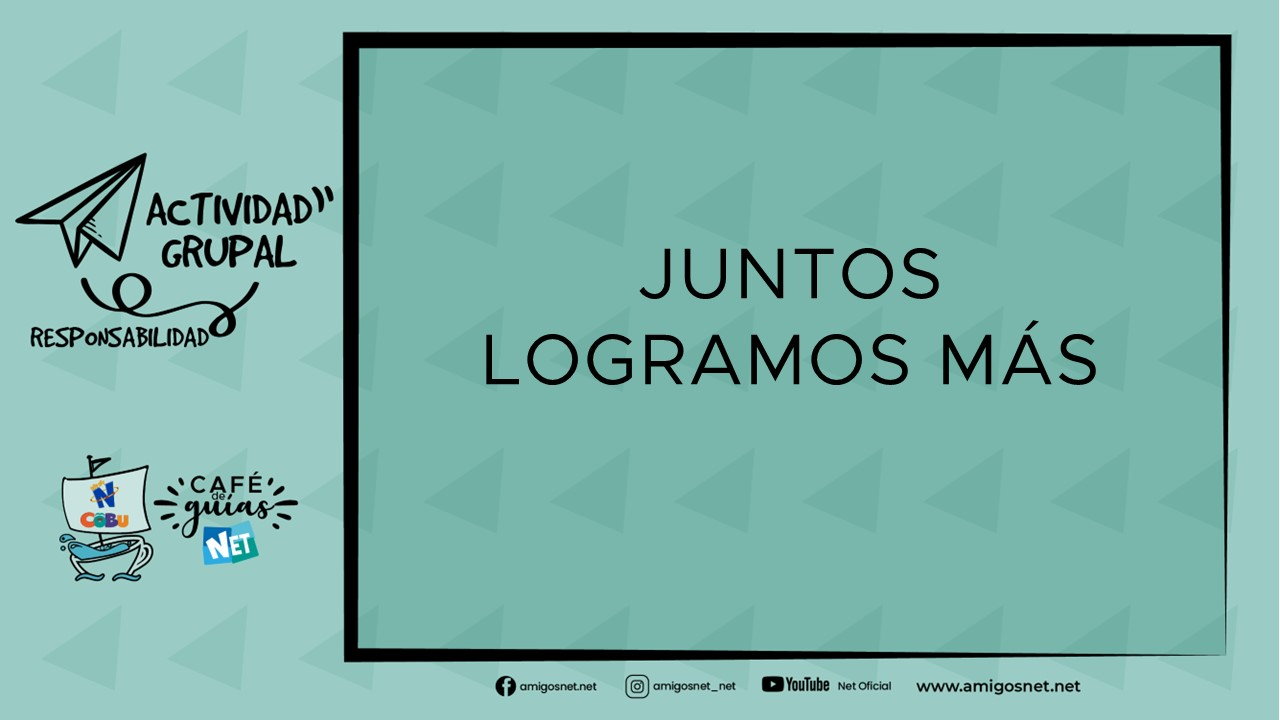 ACTIVIDAD"
GRUPAL
RESPONSABILIDAD
N
COBU
CAFÉ
de
guías
NET
JUNTOS
LOGRAMOS MÁS
amigosnet.net
amigosnet_net
YouTube Net Oficial
www.amigosnet.net